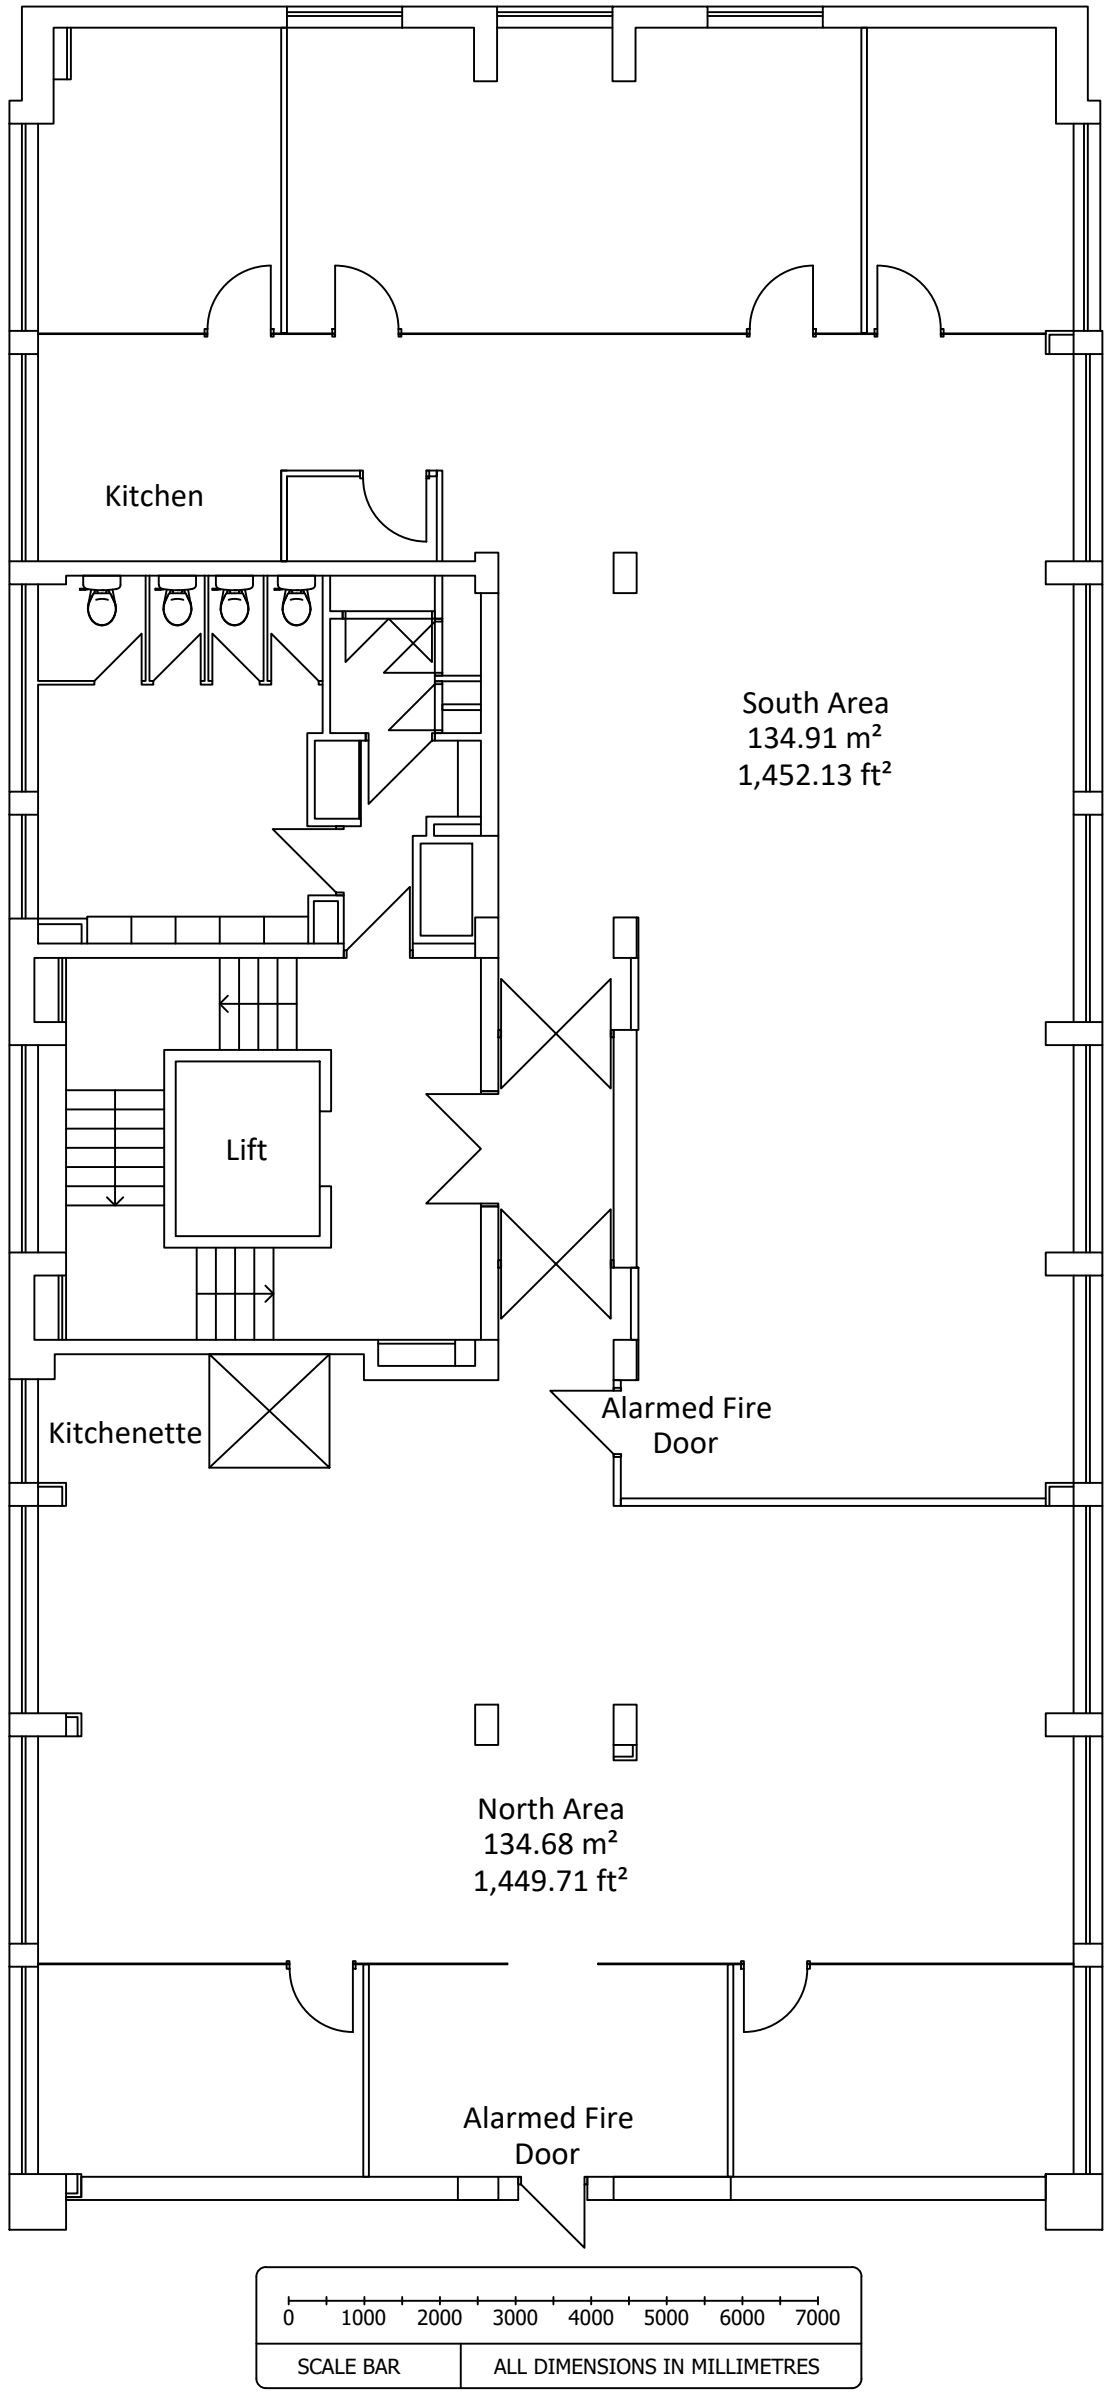 Kitchen
South Area
134.91 m²
1,452.13 ft²
Lift
Alarmed Fire
Door
Kitchenette
North Area
134.68 m²
1,449.71 ft²
Alarmed Fire
Door
0 1000 2000 3000 4000 5000 6000 7000
SCALE BAR ALL DIMENSIONS IN MILLIMETRES